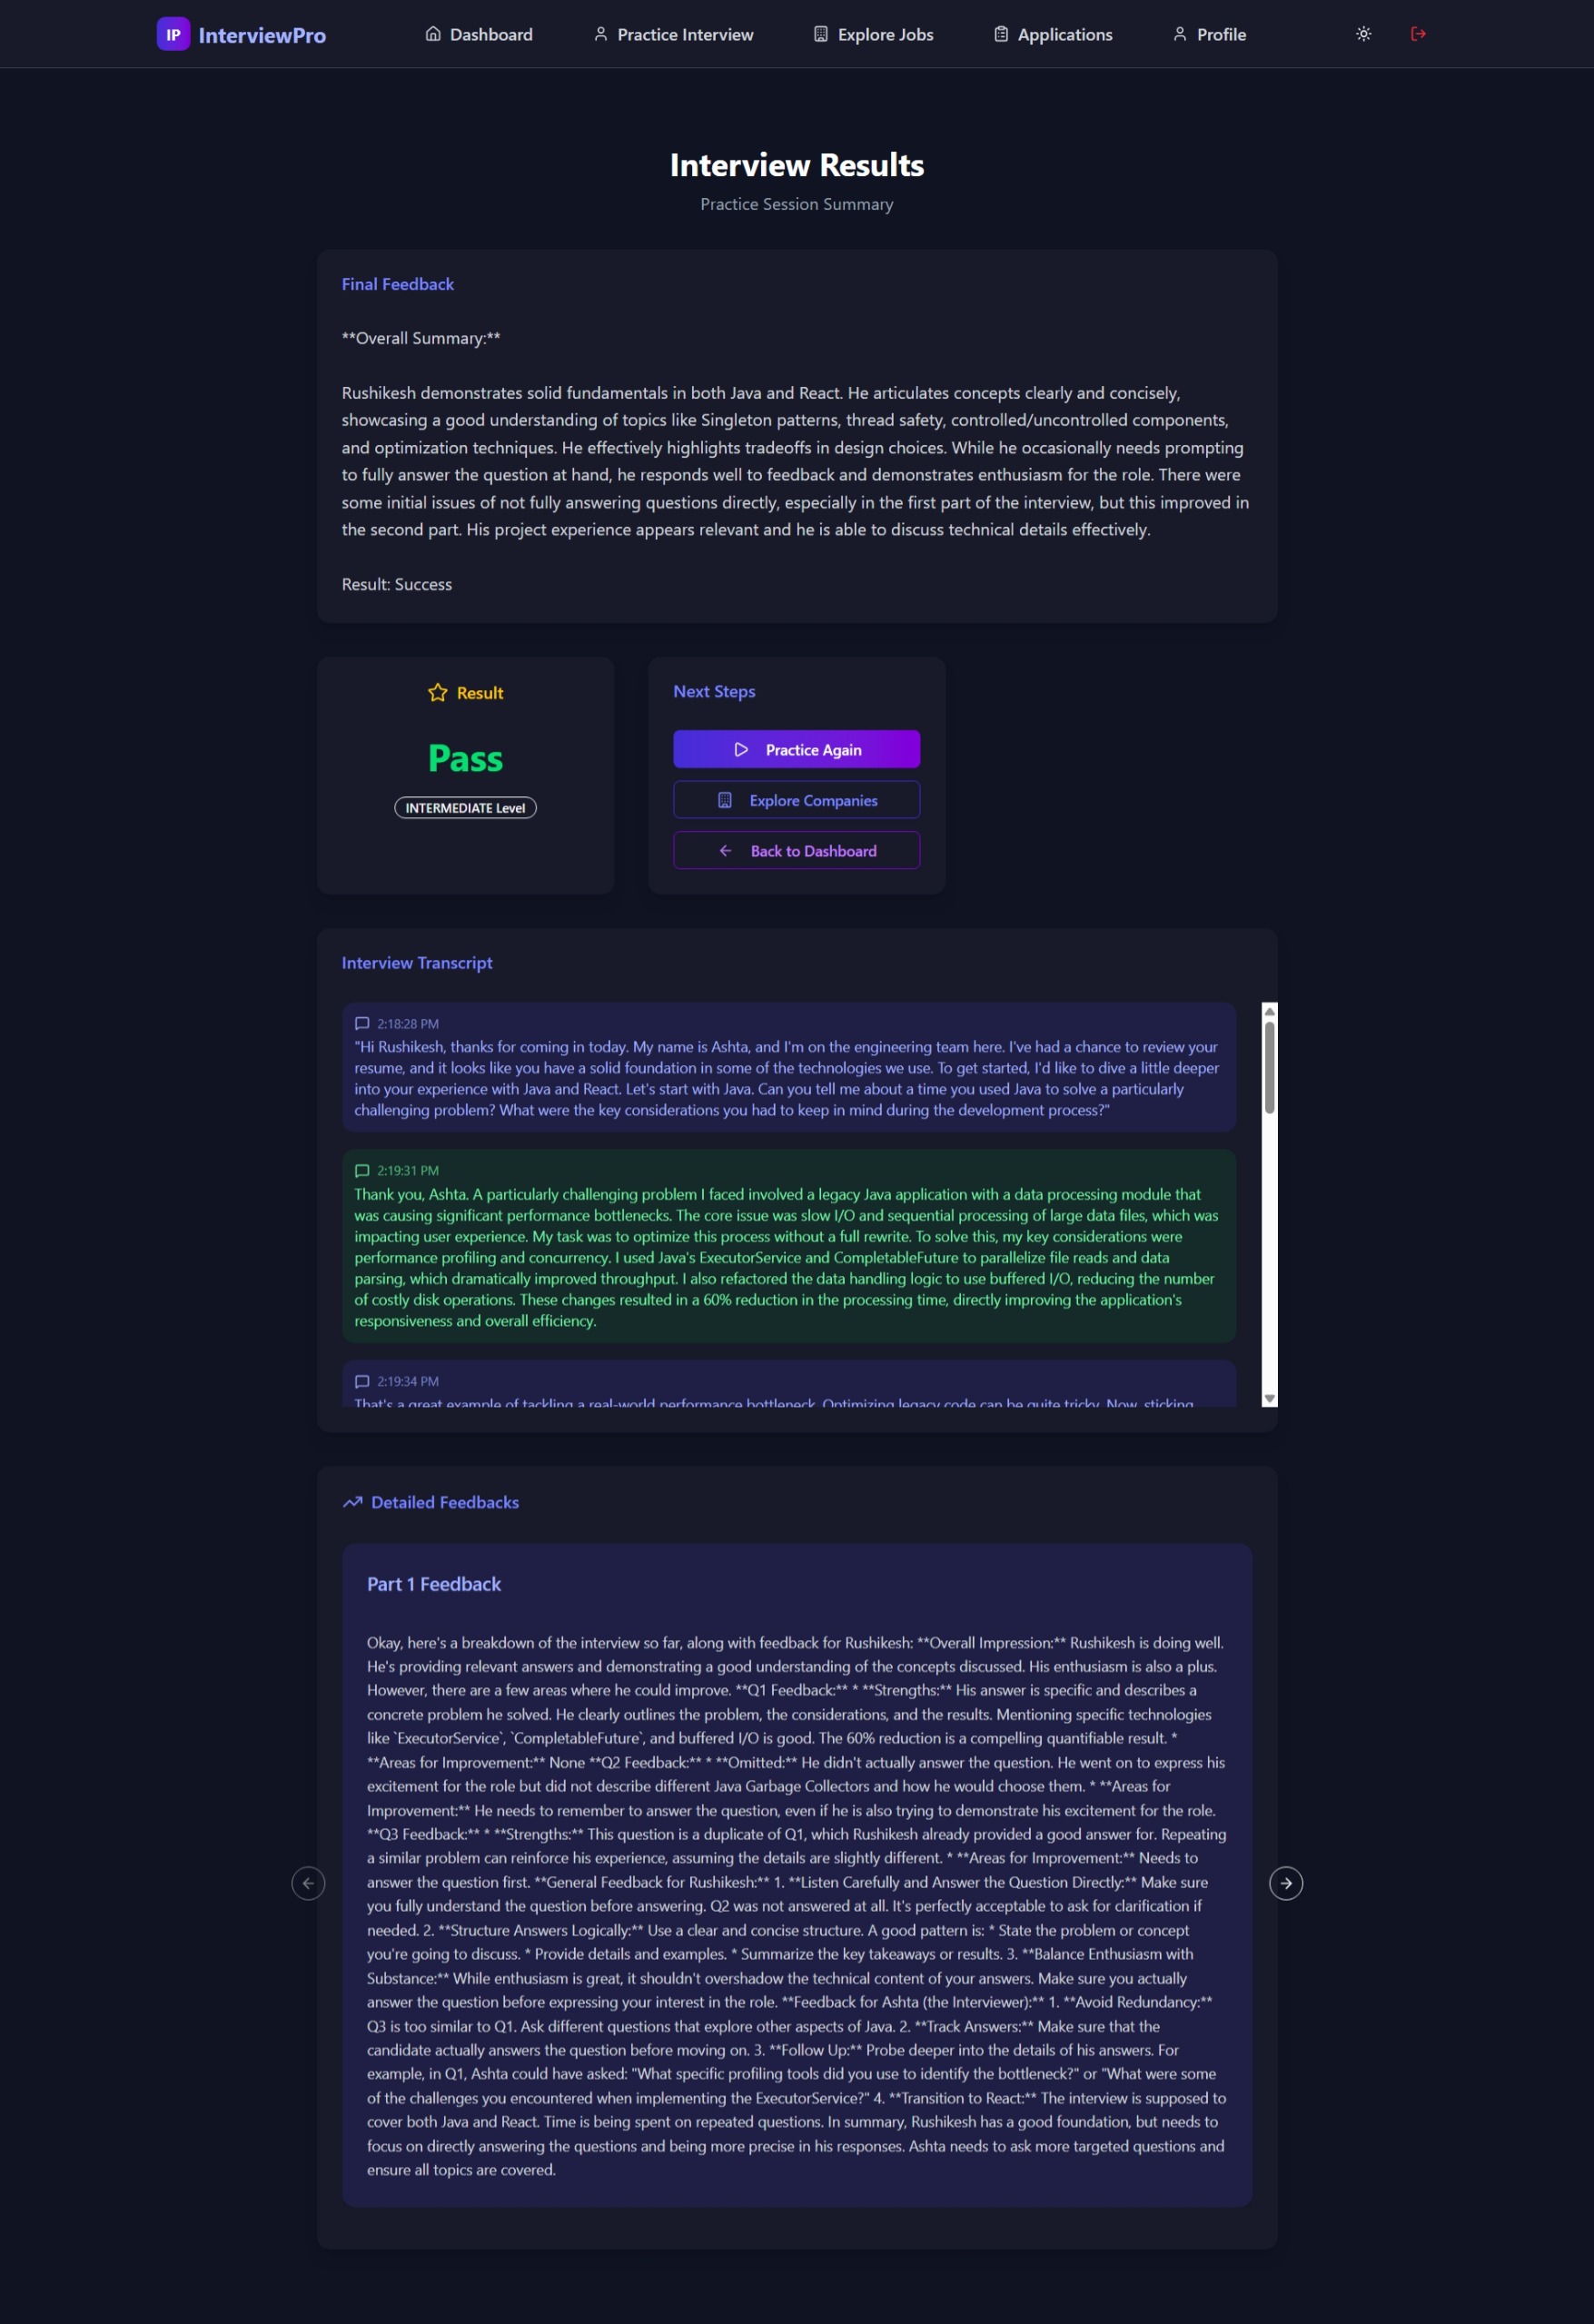 IP InterviewPro Dashboard Practice Interview Explore Jobs Applications Profile
Interview Results
Practice Session Summary
Final Feedback
**Overall Summary:**
Rushikesh demonstrates solid fundamentals in both Java and React. He articulates concepts clearly and concisely,
showcasing a good understanding of topics like Singleton patterns, thread safety, controlled/uncontrolled components,
and optimization techniques. He effectively highlights tradeoffs in design choices. While he occasionally needs prompting
to fully answer the question at hand, he responds well to feedback and demonstrates enthusiasm for the role. There were
some initial issues of not fully answering questions directly, especially in the first part of the interview, but this improved in
the second part. His project experience appears relevant and he is able to discuss technical details effectively.
Result: Success
Result
Pass
INTERMEDIATE Level
Next Steps
Practice Again
Explore Companies
Back to Dashboard
Interview Transcript
2:18:28 PM
"Hi Rushikesh, thanks for coming in today. My name is Ashta, and I'm on the engineering team here. I've had a chance to review your
resume, and it looks like you have a solid foundation in some of the technologies we use. To get started, I'd like to dive a little deeper
into your experience with Java and React. Let's start with Java. Can you tell me about a time you used Java to solve a particularly
challenging problem? What were the key considerations you had to keep in mind during the development process?"
2:19:31 PM
Thank you, Ashta. A particularly challenging problem I faced involved a legacy Java application with a data processing module that
was causing significant performance bottlenecks. The core issue was slow I/O and sequential processing of large data files, which was
impacting user experience. My task was to optimize this process without a full rewrite. To solve this, my key considerations were
performance profiling and concurrency. I used Java's ExecutorService and CompletableFuture to parallelize file reads and data
parsing, which dramatically improved throughput. I also refactored the data handling logic to use buffered I/O, reducing the number
of costly disk operations. These changes resulted in a 60% reduction in the processing time, directly improving the application's
responsiveness and overall efficiency.
2:19:34 PM
That's a great example of tackling a real-world performance bottleneck. Optimizing legacy code can be quite tricky. Now, sticking
Detailed Feedbacks
Part 1 Feedback
Okay, here's a breakdown of the interview so far, along with feedback for Rushikesh: **Overall Impression:** Rushikesh is doing well.
He's providing relevant answers and demonstrating a good understanding of the concepts discussed. His enthusiasm is also a plus.
However, there are a few areas where he could improve. **Q1 Feedback:** * **Strengths:** His answer is specific and describes a
concrete problem he solved. He clearly outlines the problem, the considerations, and the results. Mentioning specific technologies
like `ExecutorService`, `CompletableFuture`, and buffered I/O is good. The 60% reduction is a compelling quantifiable result. *
**Areas for Improvement:** None **Q2 Feedback:** * **Omitted:** He didn't actually answer the question. He went on to express his
excitement for the role but did not describe different Java Garbage Collectors and how he would choose them. * **Areas for
Improvement:** He needs to remember to answer the question, even if he is also trying to demonstrate his excitement for the role.
**Q3 Feedback:** * **Strengths:** This question is a duplicate of Q1, which Rushikesh already provided a good answer for. Repeating
a similar problem can reinforce his experience, assuming the details are slightly different. * **Areas for Improvement:** Needs to
answer the question first. **General Feedback for Rushikesh:** 1. **Listen Carefully and Answer the Question Directly:** Make sure
you fully understand the question before answering. Q2 was not answered at all. It's perfectly acceptable to ask for clarification if
needed. 2. **Structure Answers Logically:** Use a clear and concise structure. A good pattern is: * State the problem or concept
you're going to discuss. * Provide details and examples. * Summarize the key takeaways or results. 3. **Balance Enthusiasm with
Substance:** While enthusiasm is great, it shouldn't overshadow the technical content of your answers. Make sure you actually
answer the question before expressing your interest in the role. **Feedback for Ashta (the Interviewer):** 1. **Avoid Redundancy:**
Q3 is too similar to Q1. Ask different questions that explore other aspects of Java. 2. **Track Answers:** Make sure that the
candidate actually answers the question before moving on. 3. **Follow Up:** Probe deeper into the details of his answers. For
example, in Q1, Ashta could have asked: "What specific profiling tools did you use to identify the bottleneck?" or "What were some
of the challenges you encountered when implementing the ExecutorService?" 4. **Transition to React:** The interview is supposed to
cover both Java and React. Time is being spent on repeated questions. In summary, Rushikesh has a good foundation, but needs to
focus on directly answering the questions and being more precise in his responses. Ashta needs to ask more targeted questions and
ensure all topics are covered.